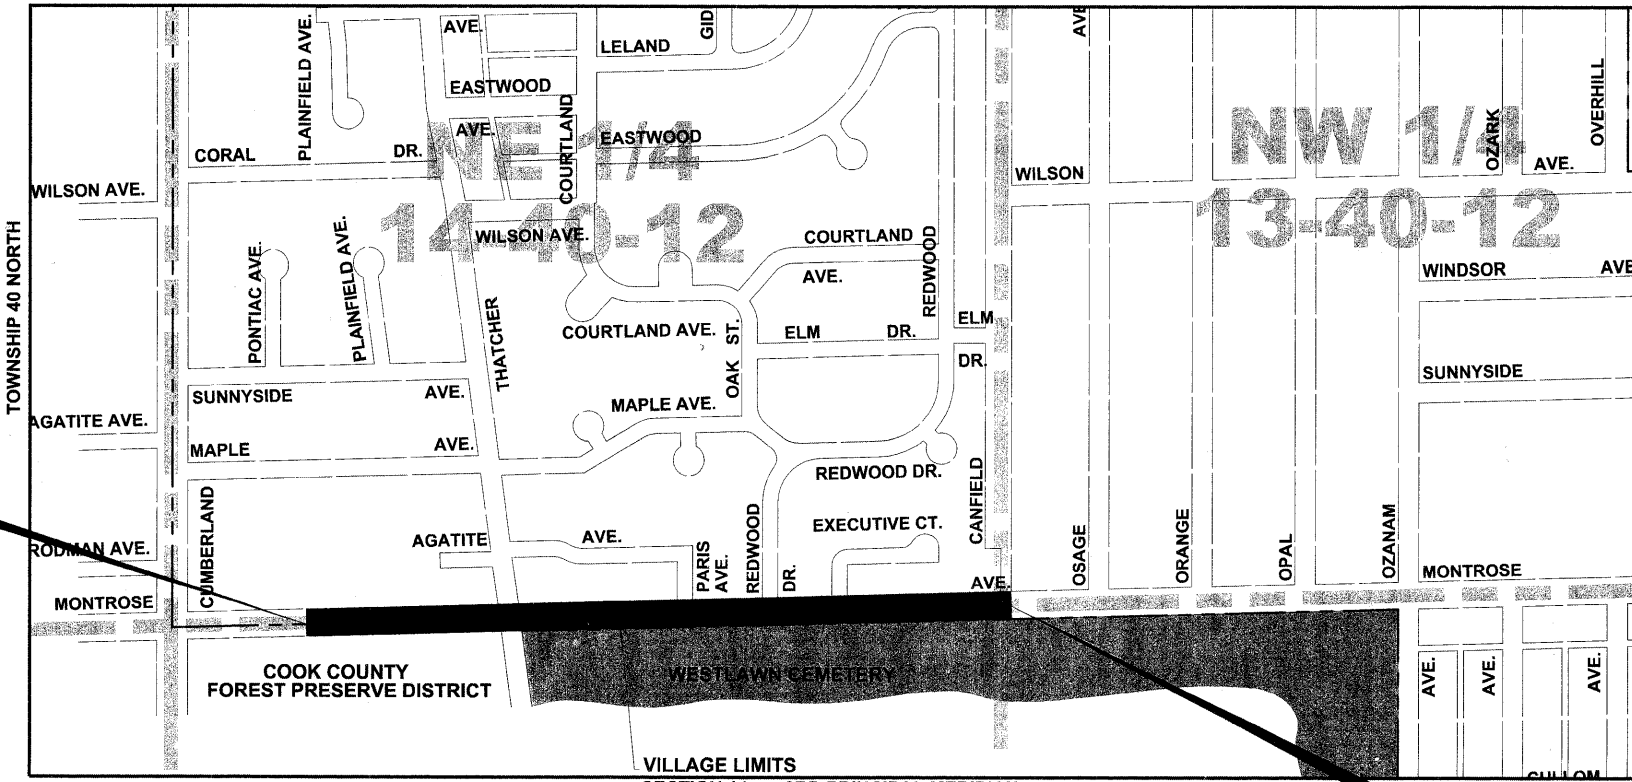 TOWNSHIP 40 NORTH
PLAINFIELD AVE.
AVE.
LELAND
GID
AVE
EASTWOOD
COURTLAND
AVE.
EASTWOOD
NE 1/4
14-40-12
NW 1/4
13-40-12
OZARK
OVERHILL
CORAL DR.
WILSON AVE.
WILSON AVE.
WILSON AVE.
COURTLAND
AVE.
REDWOOD
PONTIAC AVE.
PLAINFIELD AVE.
THATCHER
WINDSOR AVE
COURTLAND AVE.
OAK ST.
ELM DR.
ELM
DR.
SUNNYSIDE AVE.
SUNNYSIDE
MAPLE AVE.
AGATITE AVE.
MAPLE AVE.
REDWOOD DR.
CANFIELD
CUMBERLAND
AGATITE AVE.
EXECUTIVE CT.
RODMAN AVE.
PARIS
AVE.
REDWOOD
DR.
OSAGE
ORANGE
OPAL
OZANAM
MONTROSE AVE.
MONTROSE
COOK COUNTY
FOREST PRESERVE DISTRICT
WESTLAWN CEMETERY
AVE.
AVE.
AVE.
VILLAGE LIMITS
CULLOM